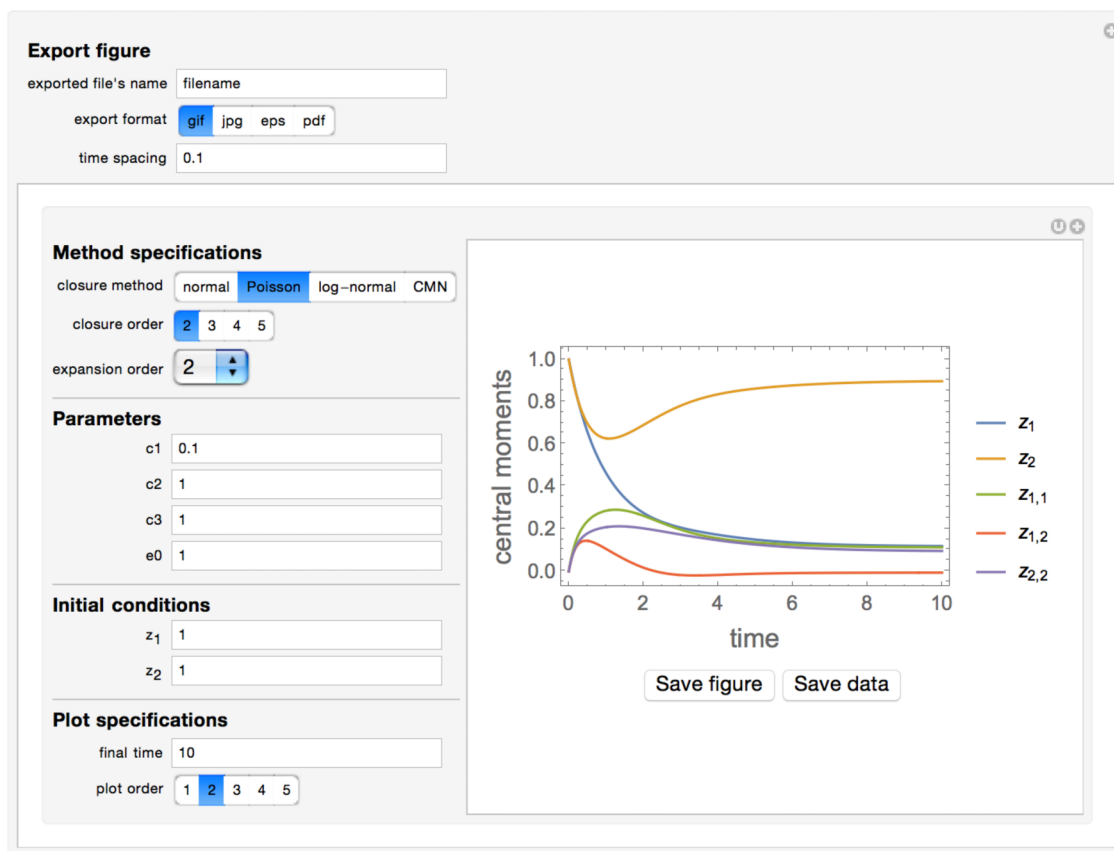 Export figure
exported file's name filename
export format gif jpg eps pdf
time spacing 0.1
Method specifications
closure method normal Poisson log-normal CMN
closure order 2 3 4 5
expansion order 2
Parameters
c1 0.1
c2 1
c3 1
e0 1
Initial conditions
z1 1
z2 1
Plot specifications
final time 10
plot order 1 2 3 4 5
central moments
1.0
0.8
0.6
0.4
0.2
0.0
0 2 4 6 8 10
time
z1
z2
z1,1
z1,2
z2,2
Save figure Save data